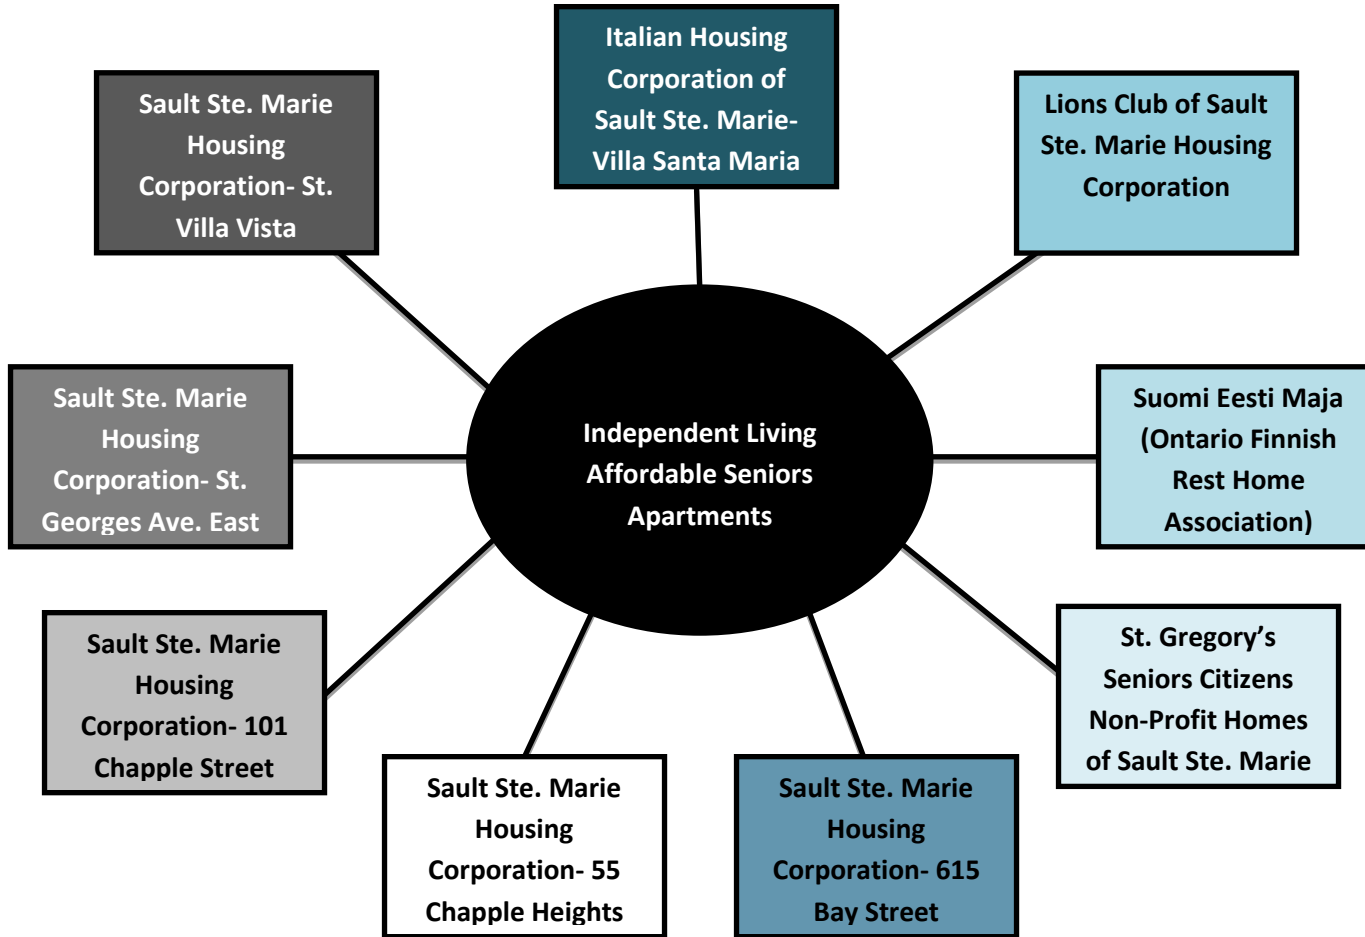 Italian Housing
Corporation of
Sault Ste. Marie-
Villa Santa Maria
Lions Club of Sault
Ste. Marie Housing
Corporation
Suomi Eesti Maja
(Ontario Finnish
Rest Home
Association)
St. Gregory’s
Seniors Citizens
Non-Profit Homes
of Sault Ste. Marie
Sault Ste. Marie
Housing
Corporation- 615
Bay Street
Sault Ste. Marie
Housing
Corporation- 55
Chapple Heights
Sault Ste. Marie
Housing
Corporation- 101
Chapple Street
Sault Ste. Marie
Housing
Corporation- St.
Georges Ave. East
Sault Ste. Marie
Housing
Corporation- St.
Villa Vista
Independent Living
Affordable Seniors
Apartments